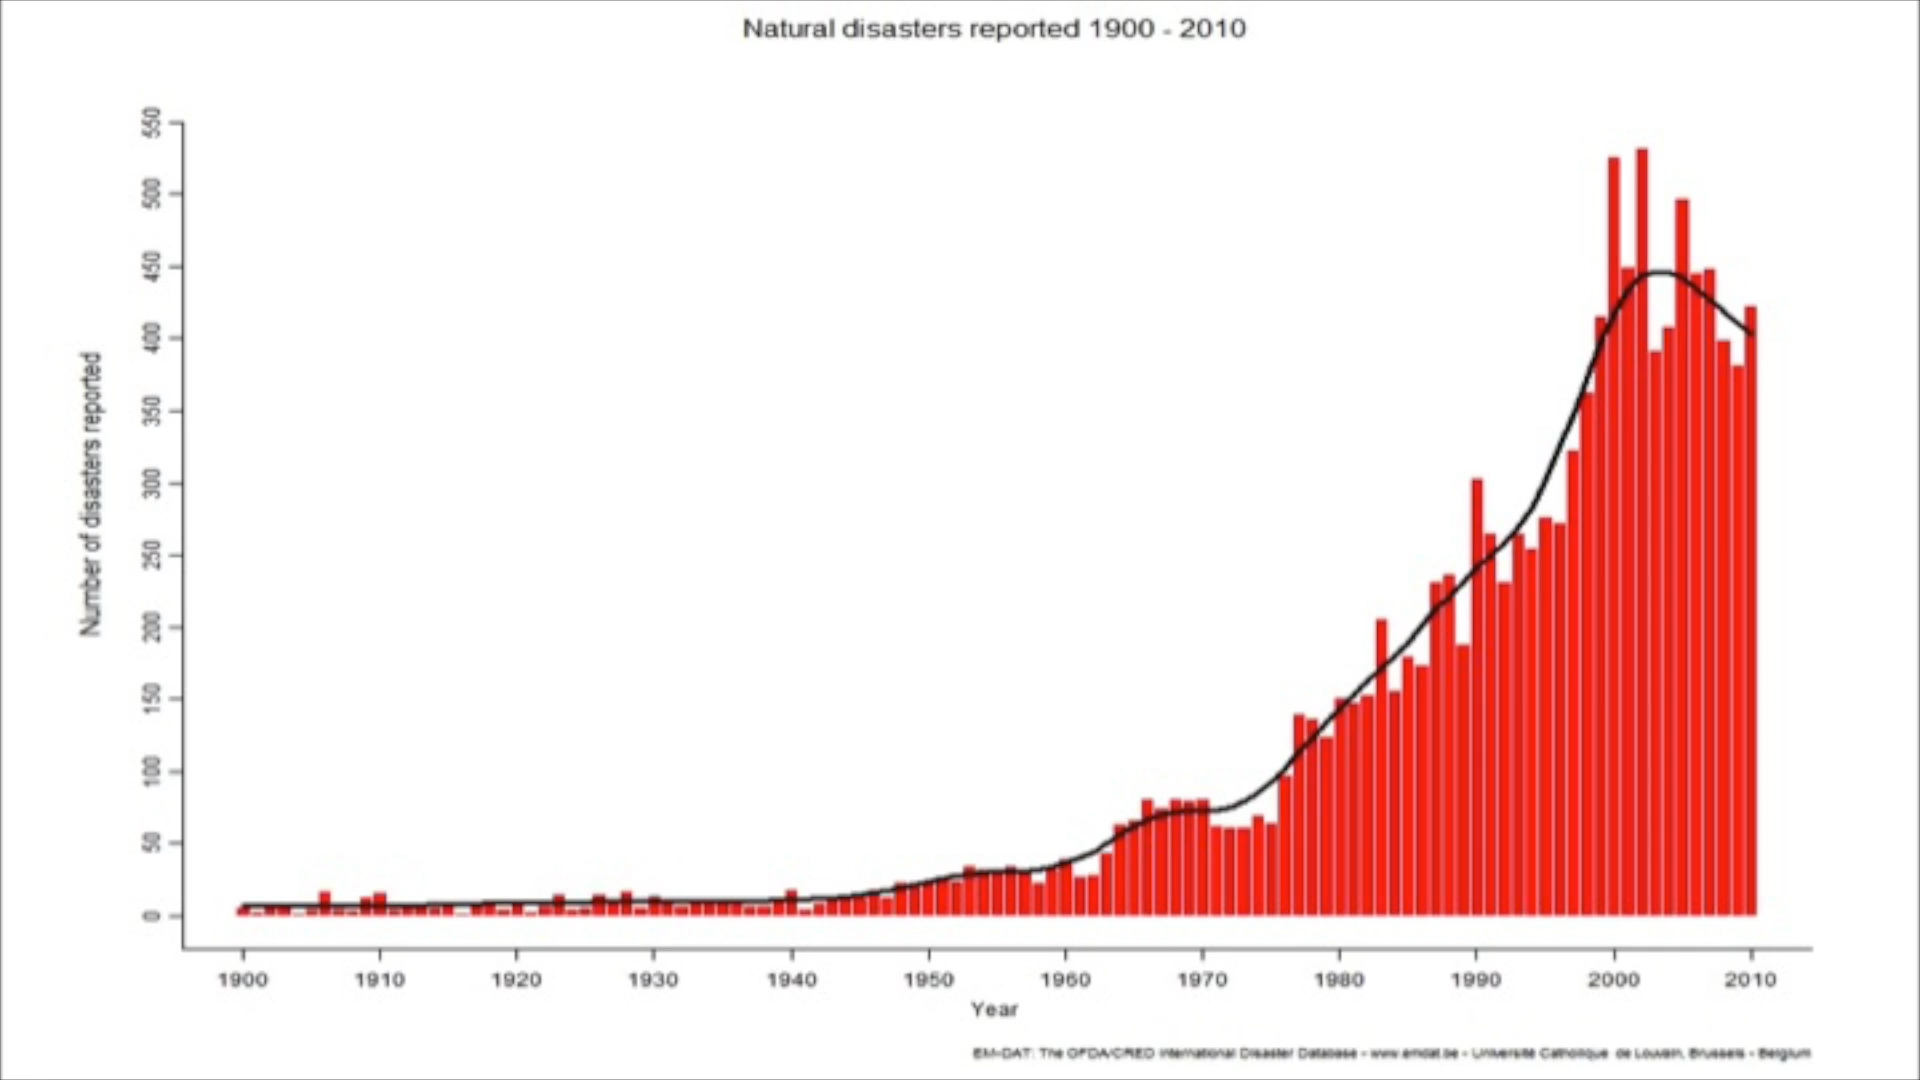 Natural disasters reported 1900 - 2010
Number of disasters reported
550
500
450
400
350
300
250
200
150
100
50
0
1900 1910 1920 1930 1940 1950 1960 1970 1980 1990 2000 2010
Year
EM-DAT: The OFDA/CRED International Disaster Database - www.emdat.be - Université Catholique de Louvain, Brussels - Belgium